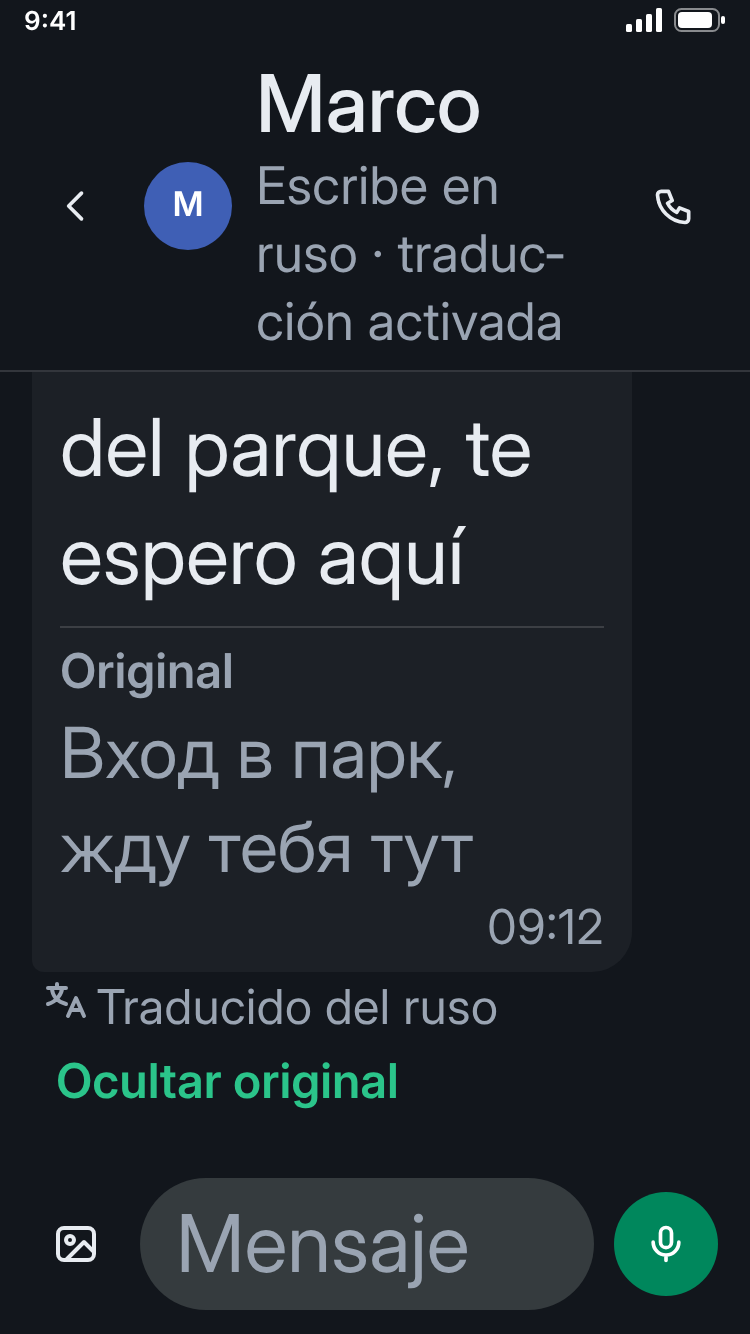 9:41
Marco
M
Escribe en
ruso · traduc-
ción activada
del parque, te
espero aquí
Original
Вход в парк,
жду тебя тут
09:12
Traducido del ruso
Ocultar original
Mensaje